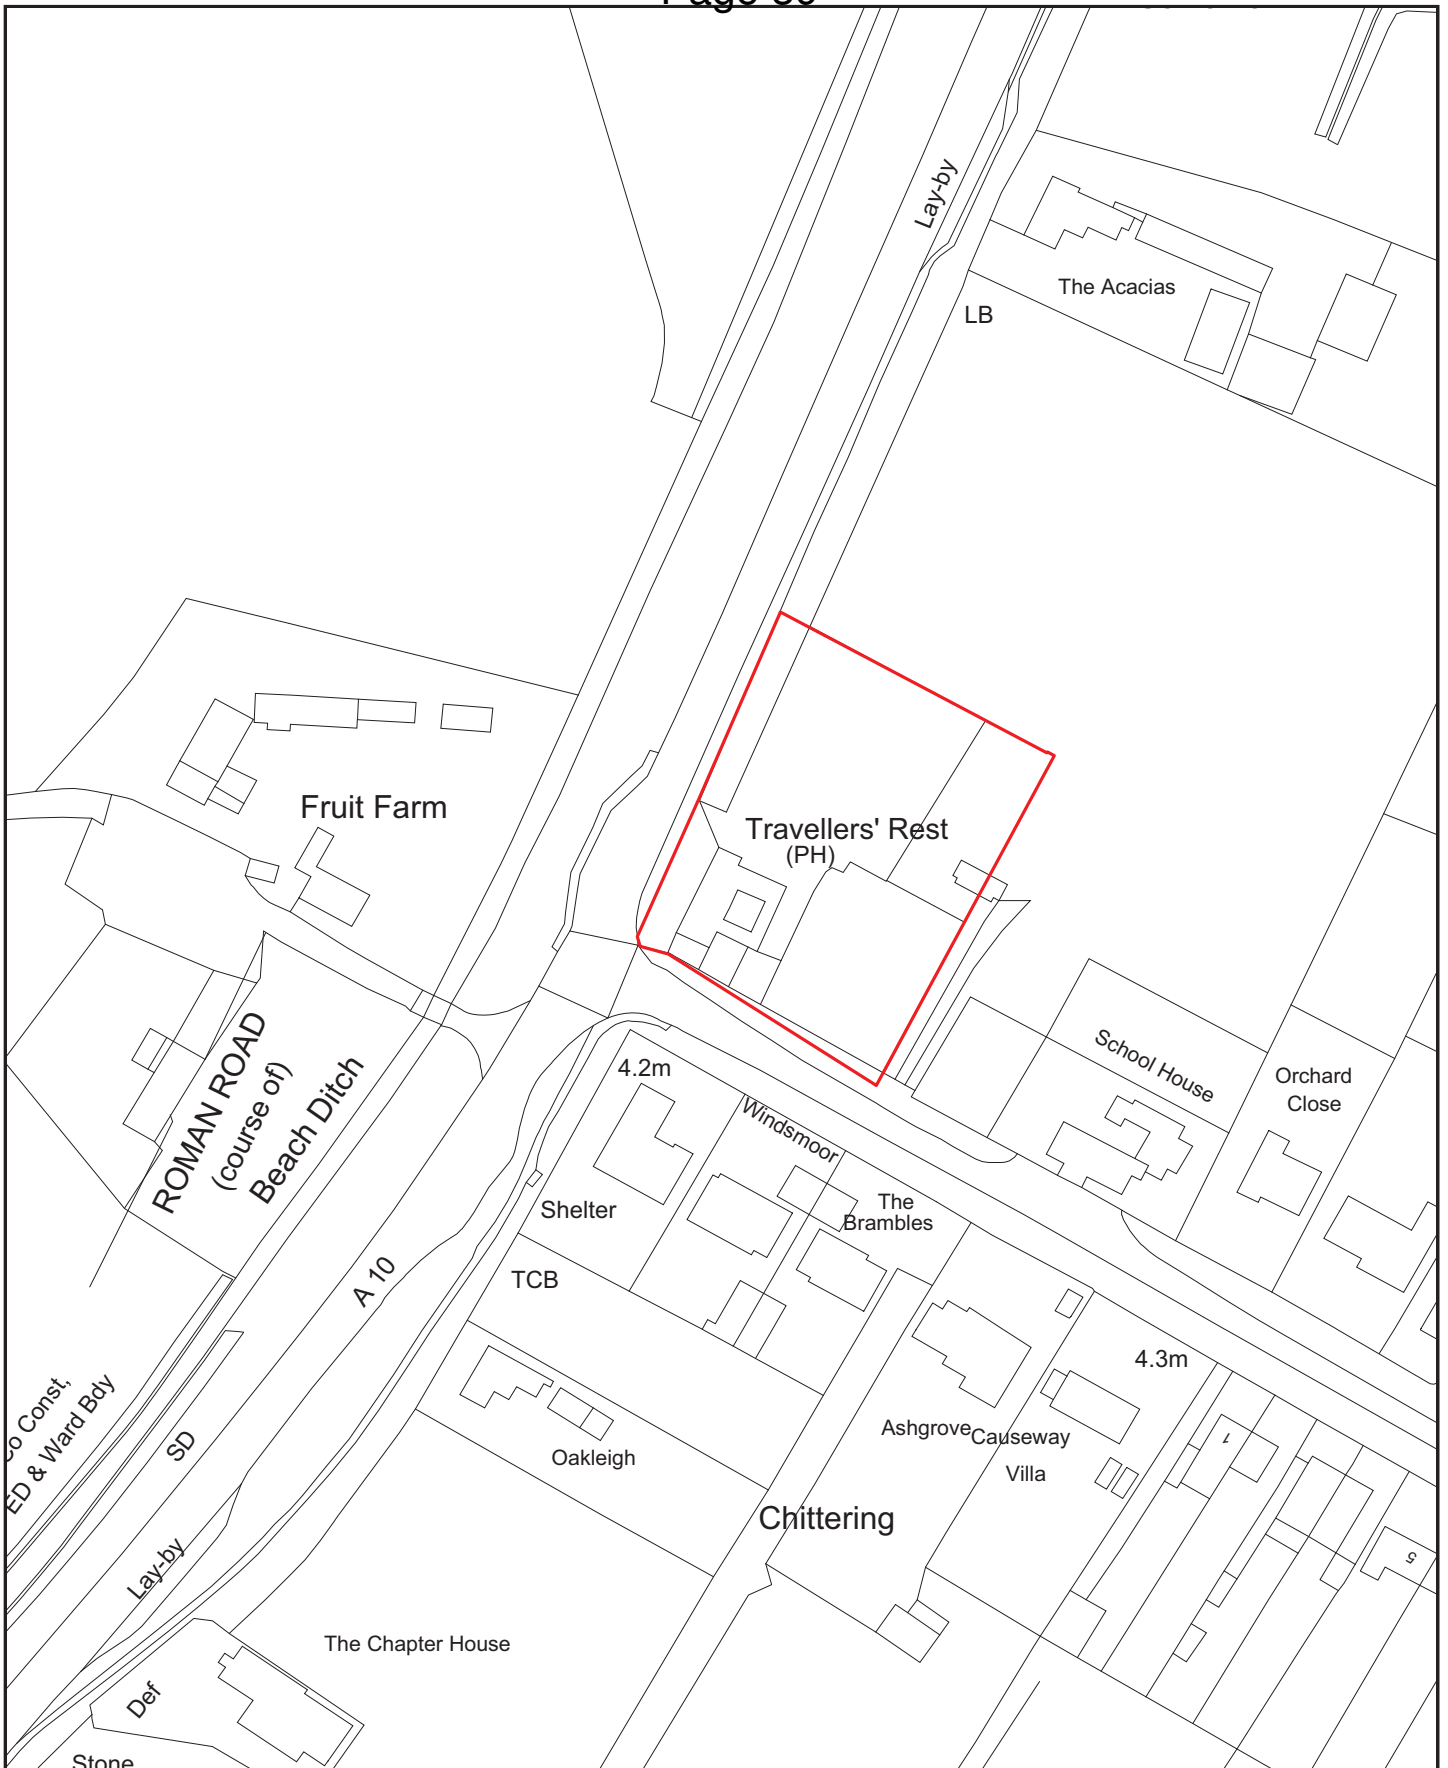 Lay-by
The Acacias
LB
Fruit Farm
Travellers' Rest
(PH)
ROMAN ROAD
(course of)
Beach Ditch
4.2m
School House
Orchard
Close
Windsmoor
The
Brambles
Shelter
TCB
A 10
4.3m
Co Const,
ED & Ward Bdy
SD
Ashgrove
Causeway
Villa
Oakleigh
1
Chittering
5
Lay-by
The Chapter House
Def
Stone